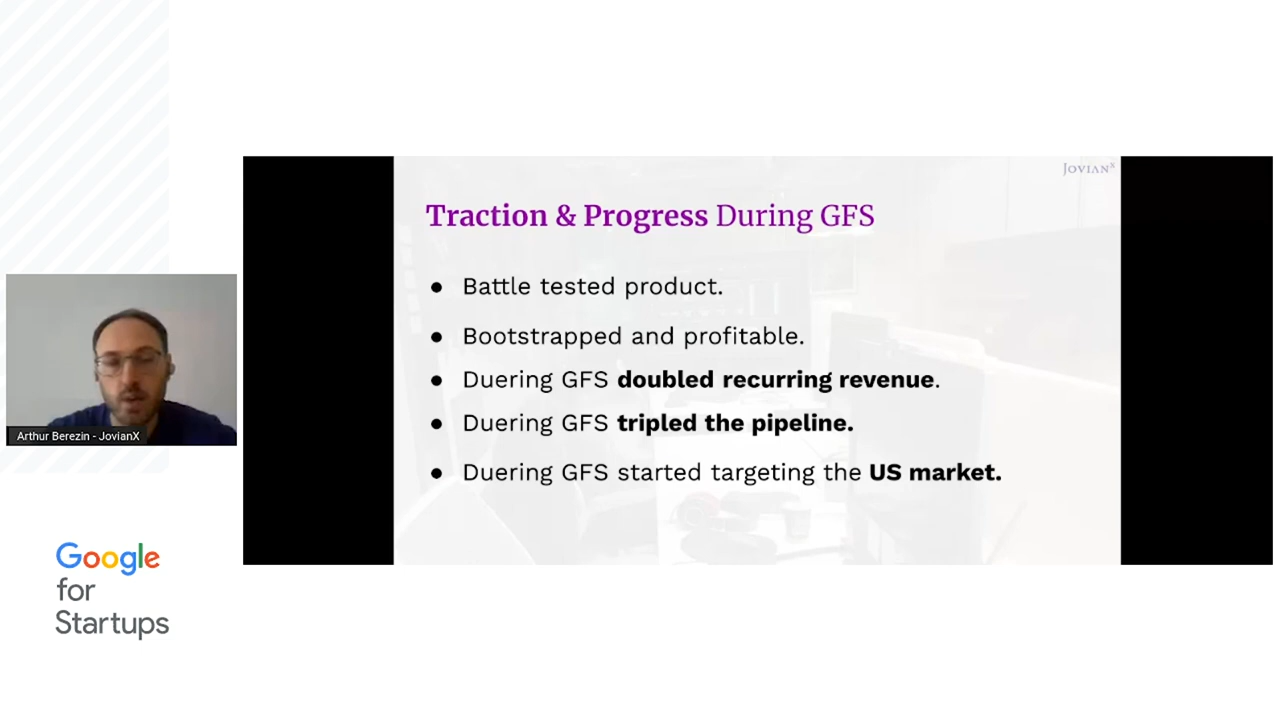 JOVIANX
Traction & Progress During GFS
● Battle tested product.
● Bootstrapped and profitable.
● Duering GFS doubled recurring revenue.
● Duering GFS tripled the pipeline.
● Duering GFS started targeting the US market.
Arthur Berezin - JovianX
Google
for
Startups